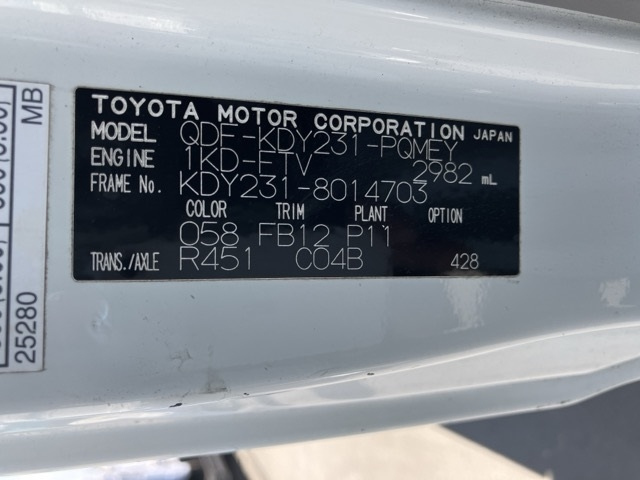 TOYOTA MOTOR CORPORATION JAPAN
MODEL QDF-KDY231-PQMEY
ENGINE 1KD-FTV 2982 mL
FRAME No. KDY231-8014703
COLOR TRIM PLANT OPTION
058 FB12 P11
TRANS./AXLE R451 C04B 428
MB
25280